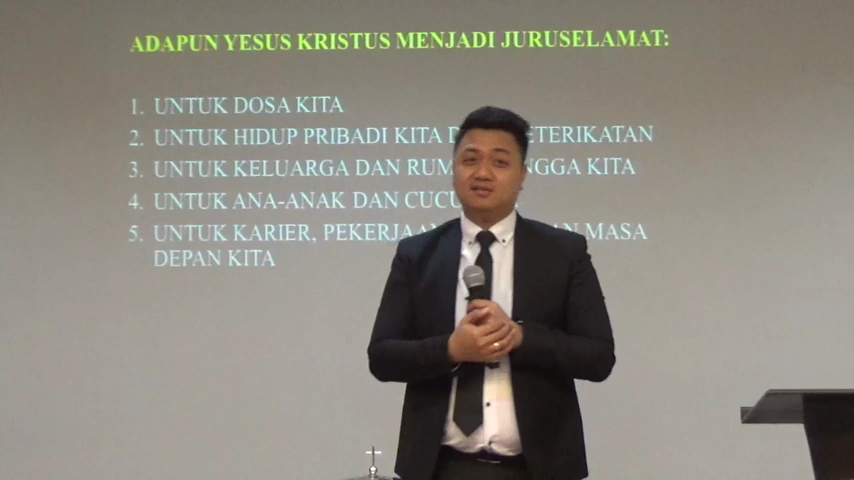 ADAPUN YESUS KRISTUS MENJADI JURUSELAMAT:
1. UNTUK DOSA KITA
2. UNTUK HIDUP PRIBADI KITA
3. UNTUK KELUARGA DAN KITA
4. UNTUK ANA-ANAK DAN
5. UNTUK KARIER, MASA
DEPAN KITA